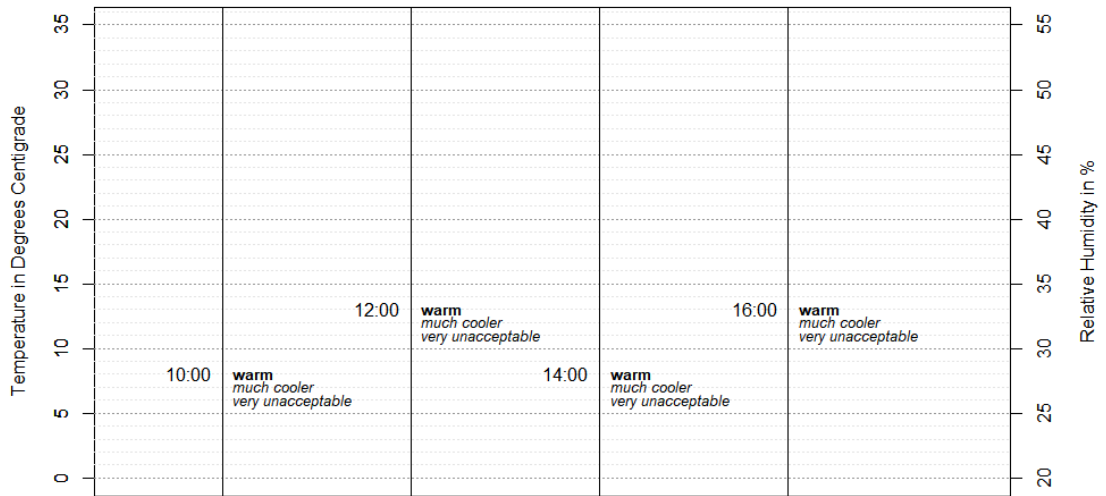 Temperature in Degrees Centigrade
35
30
25
20
15
10
5
0
12:00
warm
much cooler
very unacceptable
16:00
warm
much cooler
very unacceptable
10:00
warm
much cooler
very unacceptable
14:00
warm
much cooler
very unacceptable
55
50
45
40
35
30
25
20
Relative Humidity in %